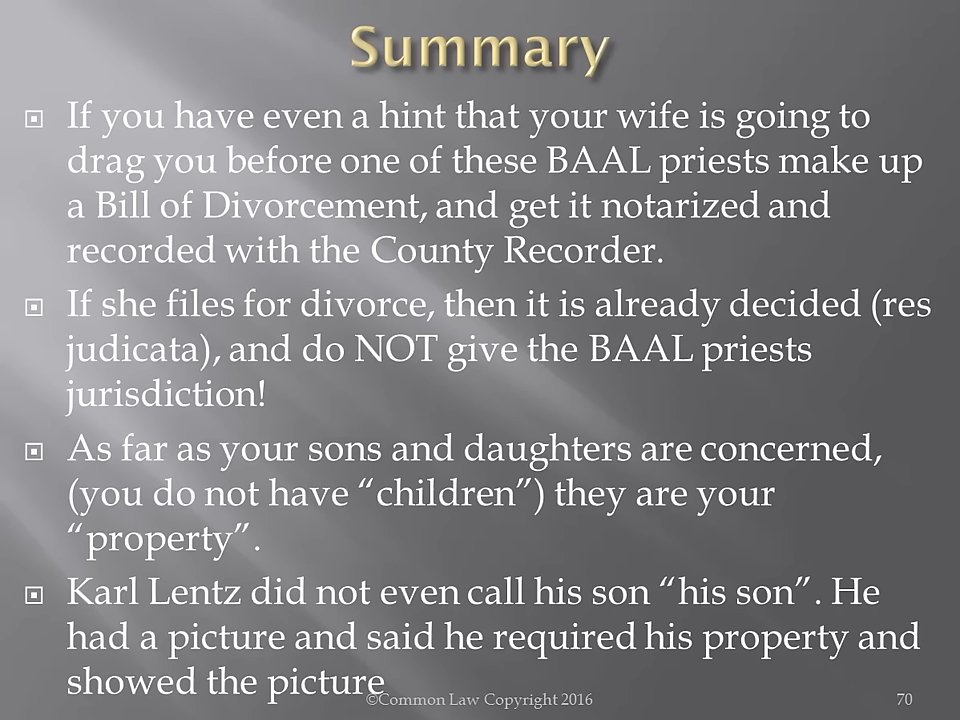 Summary
If you have even a hint that your wife is going to
drag you before one of these BAAL priests make up
a Bill of Divorcement, and get it notarized and
recorded with the County Recorder.
If she files for divorce, then it is already decided (res
judicata), and do NOT give the BAAL priests
jurisdiction!
As far as your sons and daughters are concerned,
(you do not have “children”) they are your
“property”.
Karl Lentz did not even call his son “his son”. He
had a picture and said he required his property and
showed the picture
©Common Law Copyright 2016
70